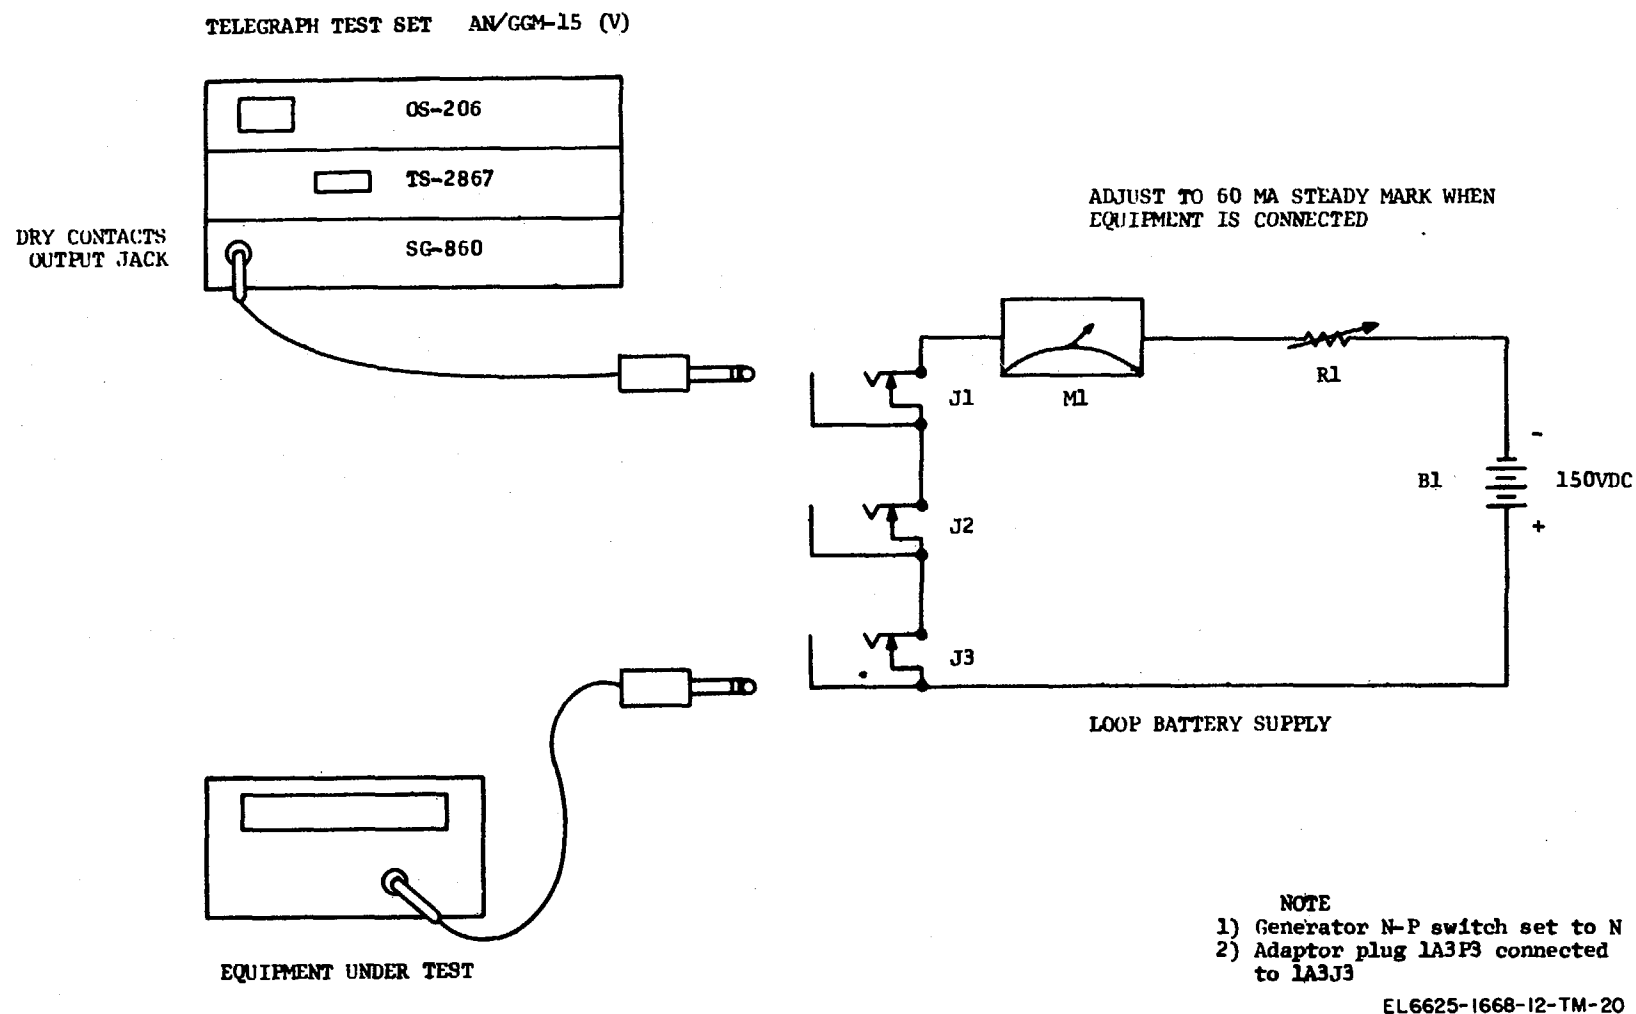 TELEGRAPH TEST SET AN/GGM-15 (V)
OS-206
TS-2867
SG-860
DRY CONTACTS
OUTPUT JACK
ADJUST TO 60 MA STEADY MARK WHEN
EQUIPMENT IS CONNECTED
J1
M1
R1
J2
B1
-
150VDC
+
J3
LOOP BATTERY SUPPLY
EQUIPMENT UNDER TEST
NOTE
1) Generator N-P switch set to N
2) Adaptor plug 1A3P3 connected
to 1A3J3
EL6625-1668-12-TM-20